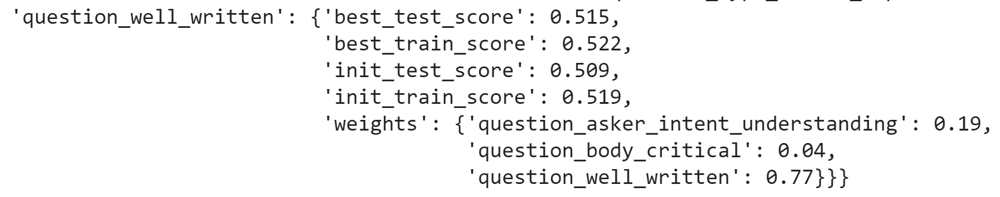 'question_well_written': {'best_test_score': 0.515,
'best_train_score': 0.522,
'init_test_score': 0.509,
'init_train_score': 0.519,
'weights': {'question_asker_intent_understanding': 0.19,
'question_body_critical': 0.04,
'question_well_written': 0.77}}}